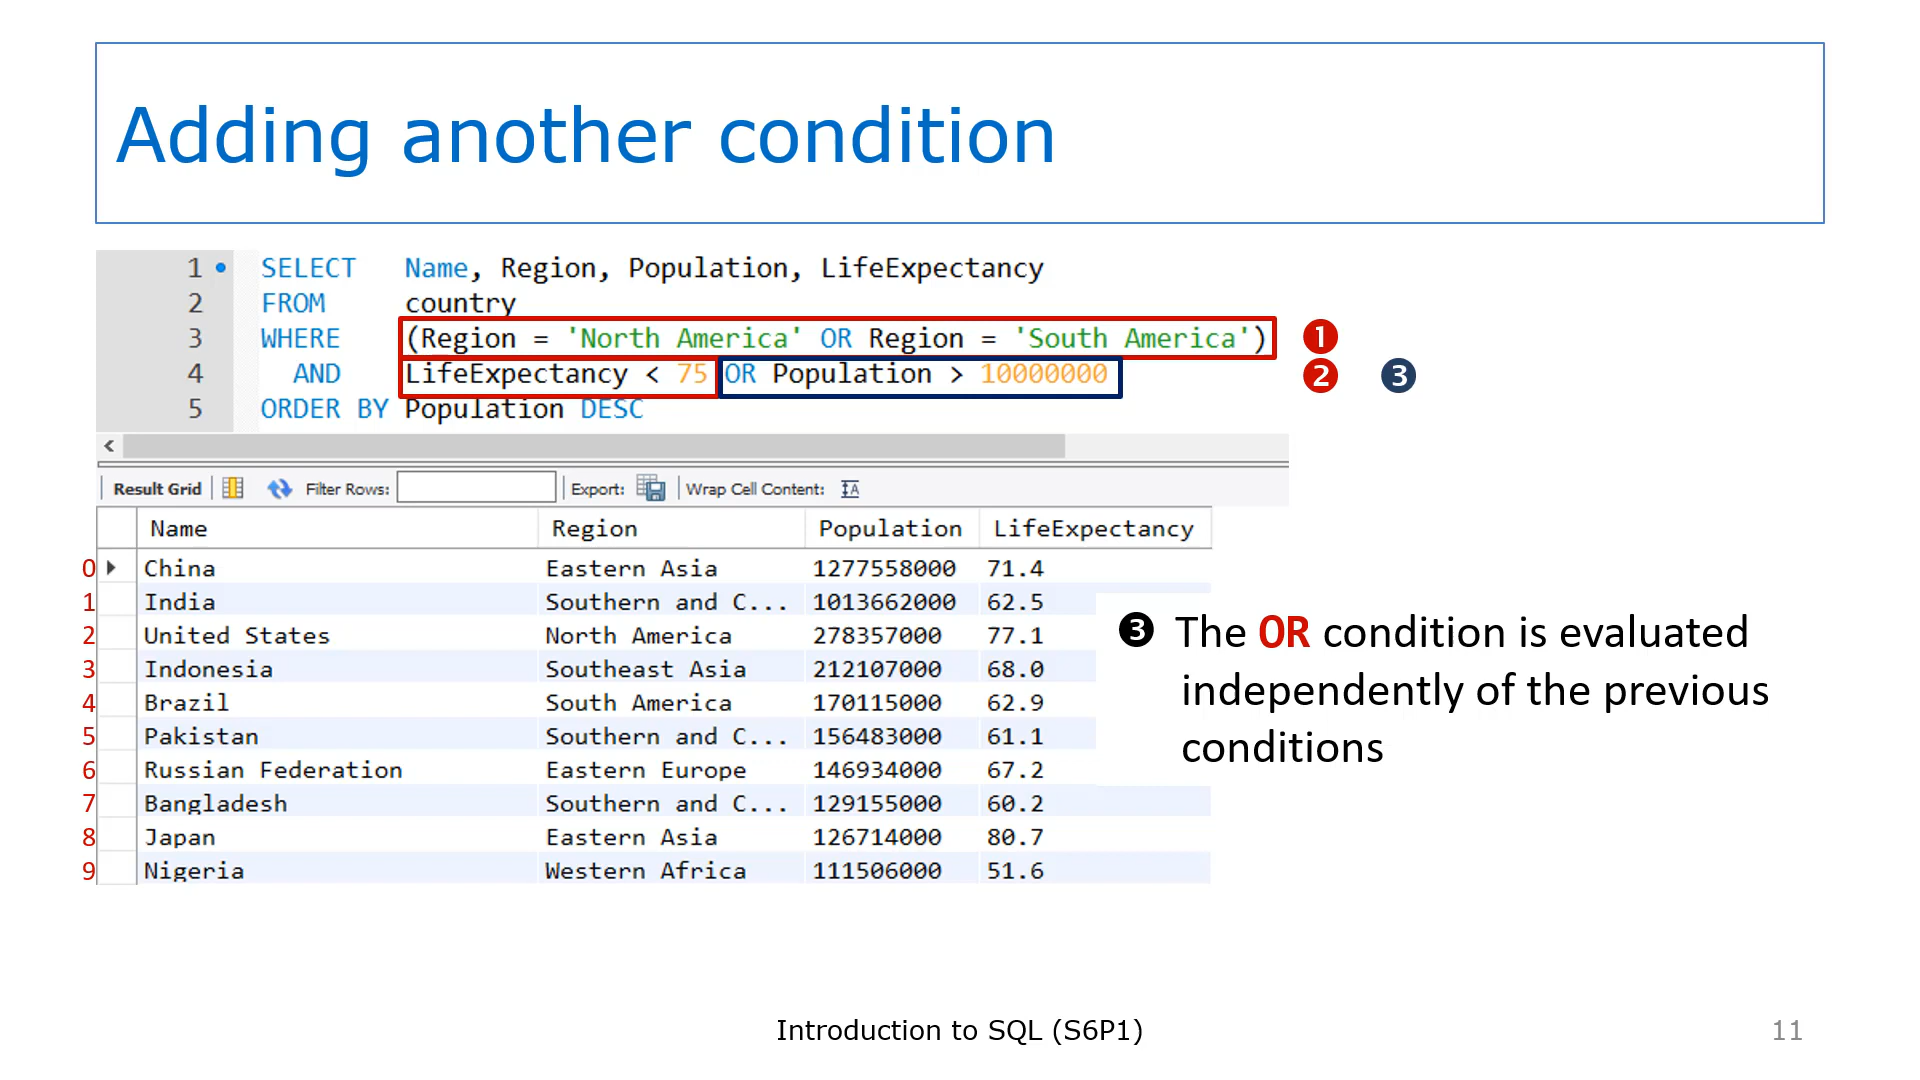 Adding another condition
1 SELECT Name, Region, Population, LifeExpectancy
2 FROM country
3 WHERE (Region = 'North America' OR Region = 'South America') ❶
4 AND LifeExpectancy < 75 OR Population > 10000000 ❷ ❸
5 ORDER BY Population DESC
Result Grid Filter Rows: Export: Wrap Cell Content:
Name Region Population LifeExpectancy
0 China Eastern Asia 1277558000 71.4
1 India Southern and C... 1013662000 62.5
2 United States North America 278357000 77.1
3 Indonesia Southeast Asia 212107000 68.0
4 Brazil South America 170115000 62.9
5 Pakistan Southern and C... 156483000 61.1
6 Russian Federation Eastern Europe 146934000 67.2
7 Bangladesh Southern and C... 129155000 60.2
8 Japan Eastern Asia 126714000 80.7
9 Nigeria Western Africa 111506000 51.6
❸ The OR condition is evaluated
independently of the previous
conditions
Introduction to SQL (S6P1)
11